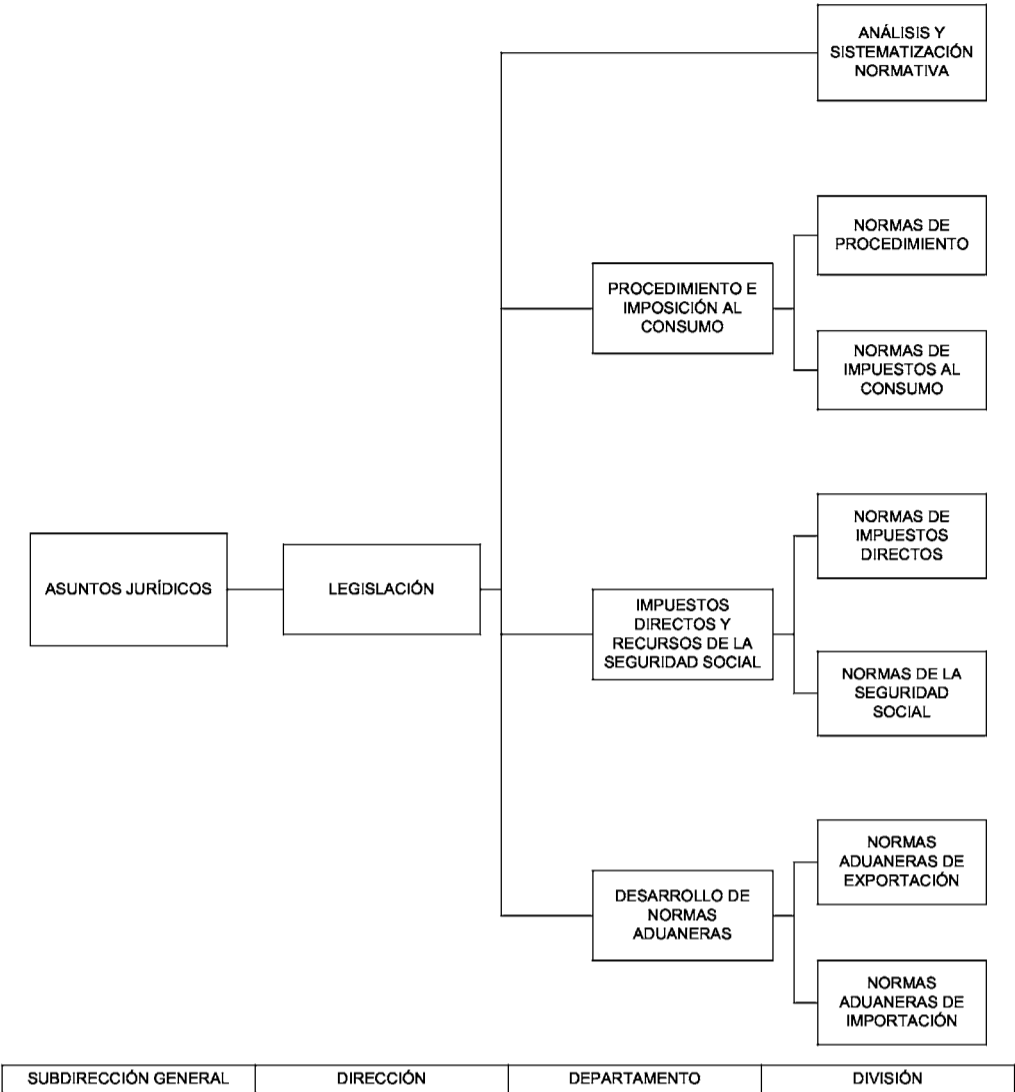 ANÁLISIS Y
SISTEMATIZACIÓN
NORMATIVA
NORMAS DE
PROCEDIMIENTO
PROCEDIMIENTO E
IMPOSICIÓN AL
CONSUMO
NORMAS DE
IMPUESTOS AL
CONSUMO
NORMAS DE
IMPUESTOS
DIRECTOS
ASUNTOS JURÍDICOS
LEGISLACIÓN
IMPUESTOS
DIRECTOS Y
RECURSOS DE LA
SEGURIDAD SOCIAL
NORMAS DE LA
SEGURIDAD
SOCIAL
NORMAS
ADUANERAS DE
EXPORTACIÓN
DESARROLLO DE
NORMAS
ADUANERAS
NORMAS
ADUANERAS DE
IMPORTACIÓN
SUBDIRECCIÓN GENERAL
DIRECCIÓN
DEPARTAMENTO
DIVISIÓN